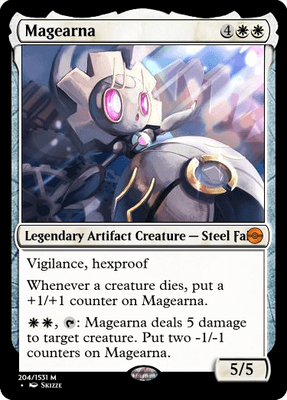 Magearna 4
Legendary Artifact Creature — Steel Fa
Vigilance, hexproof
Whenever a creature dies, put a
+1/+1 counter on Magearna.
, : Magearna deals 5 damage
to target creature. Put two -1/-1
counters on Magearna.
5/5
204/1531 M
• Skizze